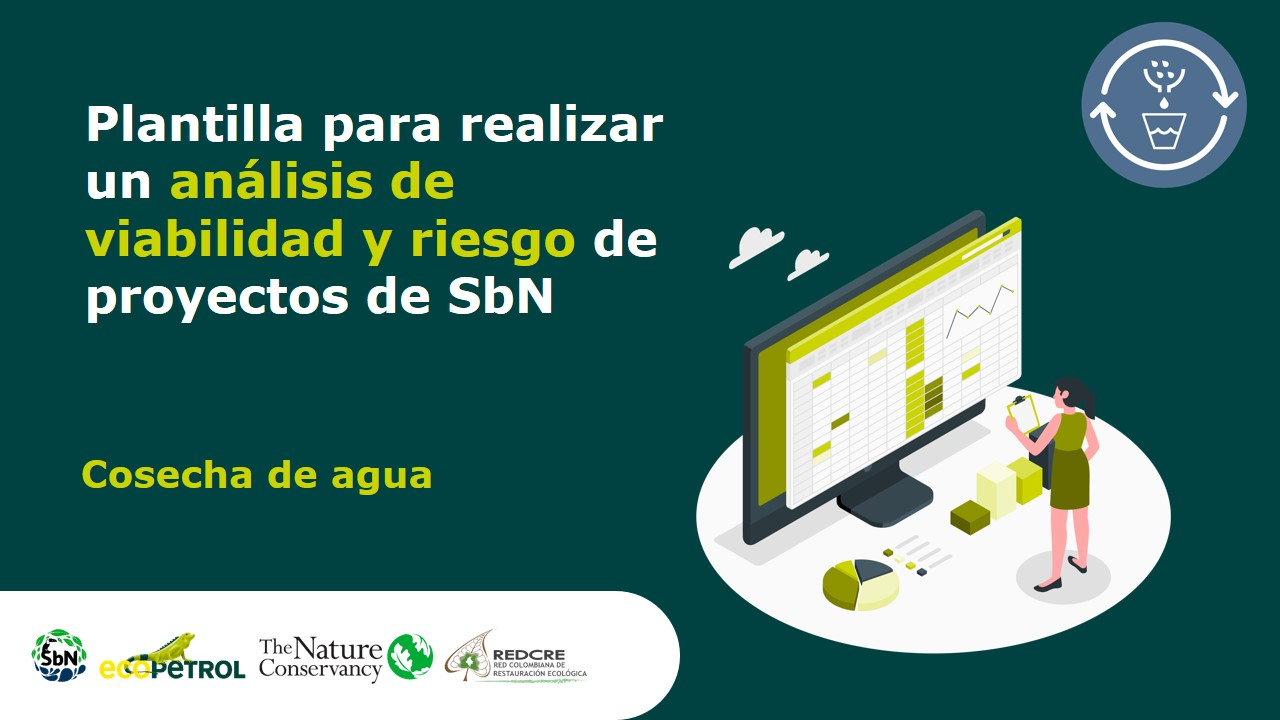 Plantilla para realizar
un análisis de
viabilidad y riesgo de
proyectos de SbN
Cosecha de agua
SbN
ecopetrol
The Nature
Conservancy
REDCRE
RED COLOMBIANA DE
RESTAURACIÓN ECOLÓGICA